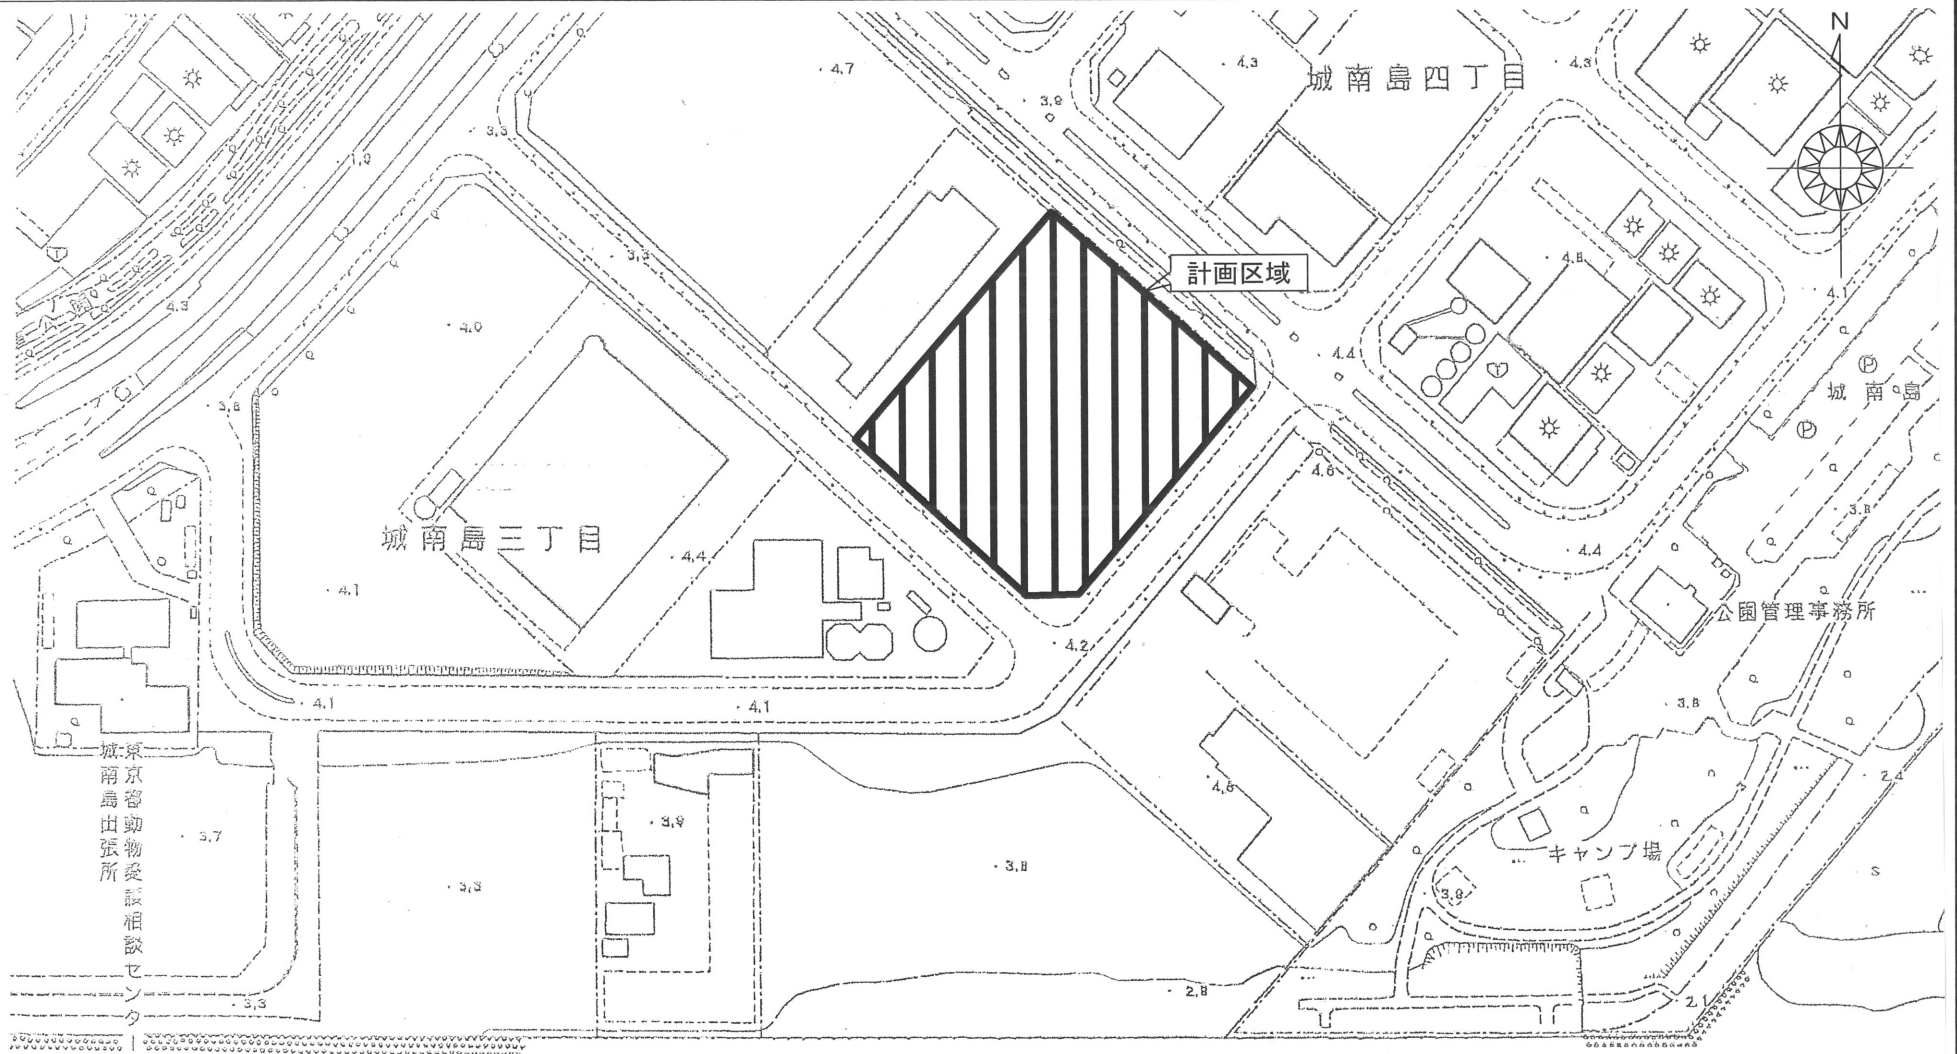 N
・4.7
・4.3
城南島四丁目
・4.3
・3.8
・3.3
・1.9
・3.3
計画区域
・4.8
・4.1
4.3
・4.0
・4.4
城南島
P
P
・3.8
4.6
城南島三丁目
・4.4
・3.8
・4.4
・4.1
公園管理事務所
・4.2
・4.1
・4.1
・3.8
東京都動物愛護相談センター
城南島出張所
・2.4
4.5
・3.7
・3.9
・3.8
キャンプ場
・3.3
3.8
S
・3.3
・2.8
・2.1